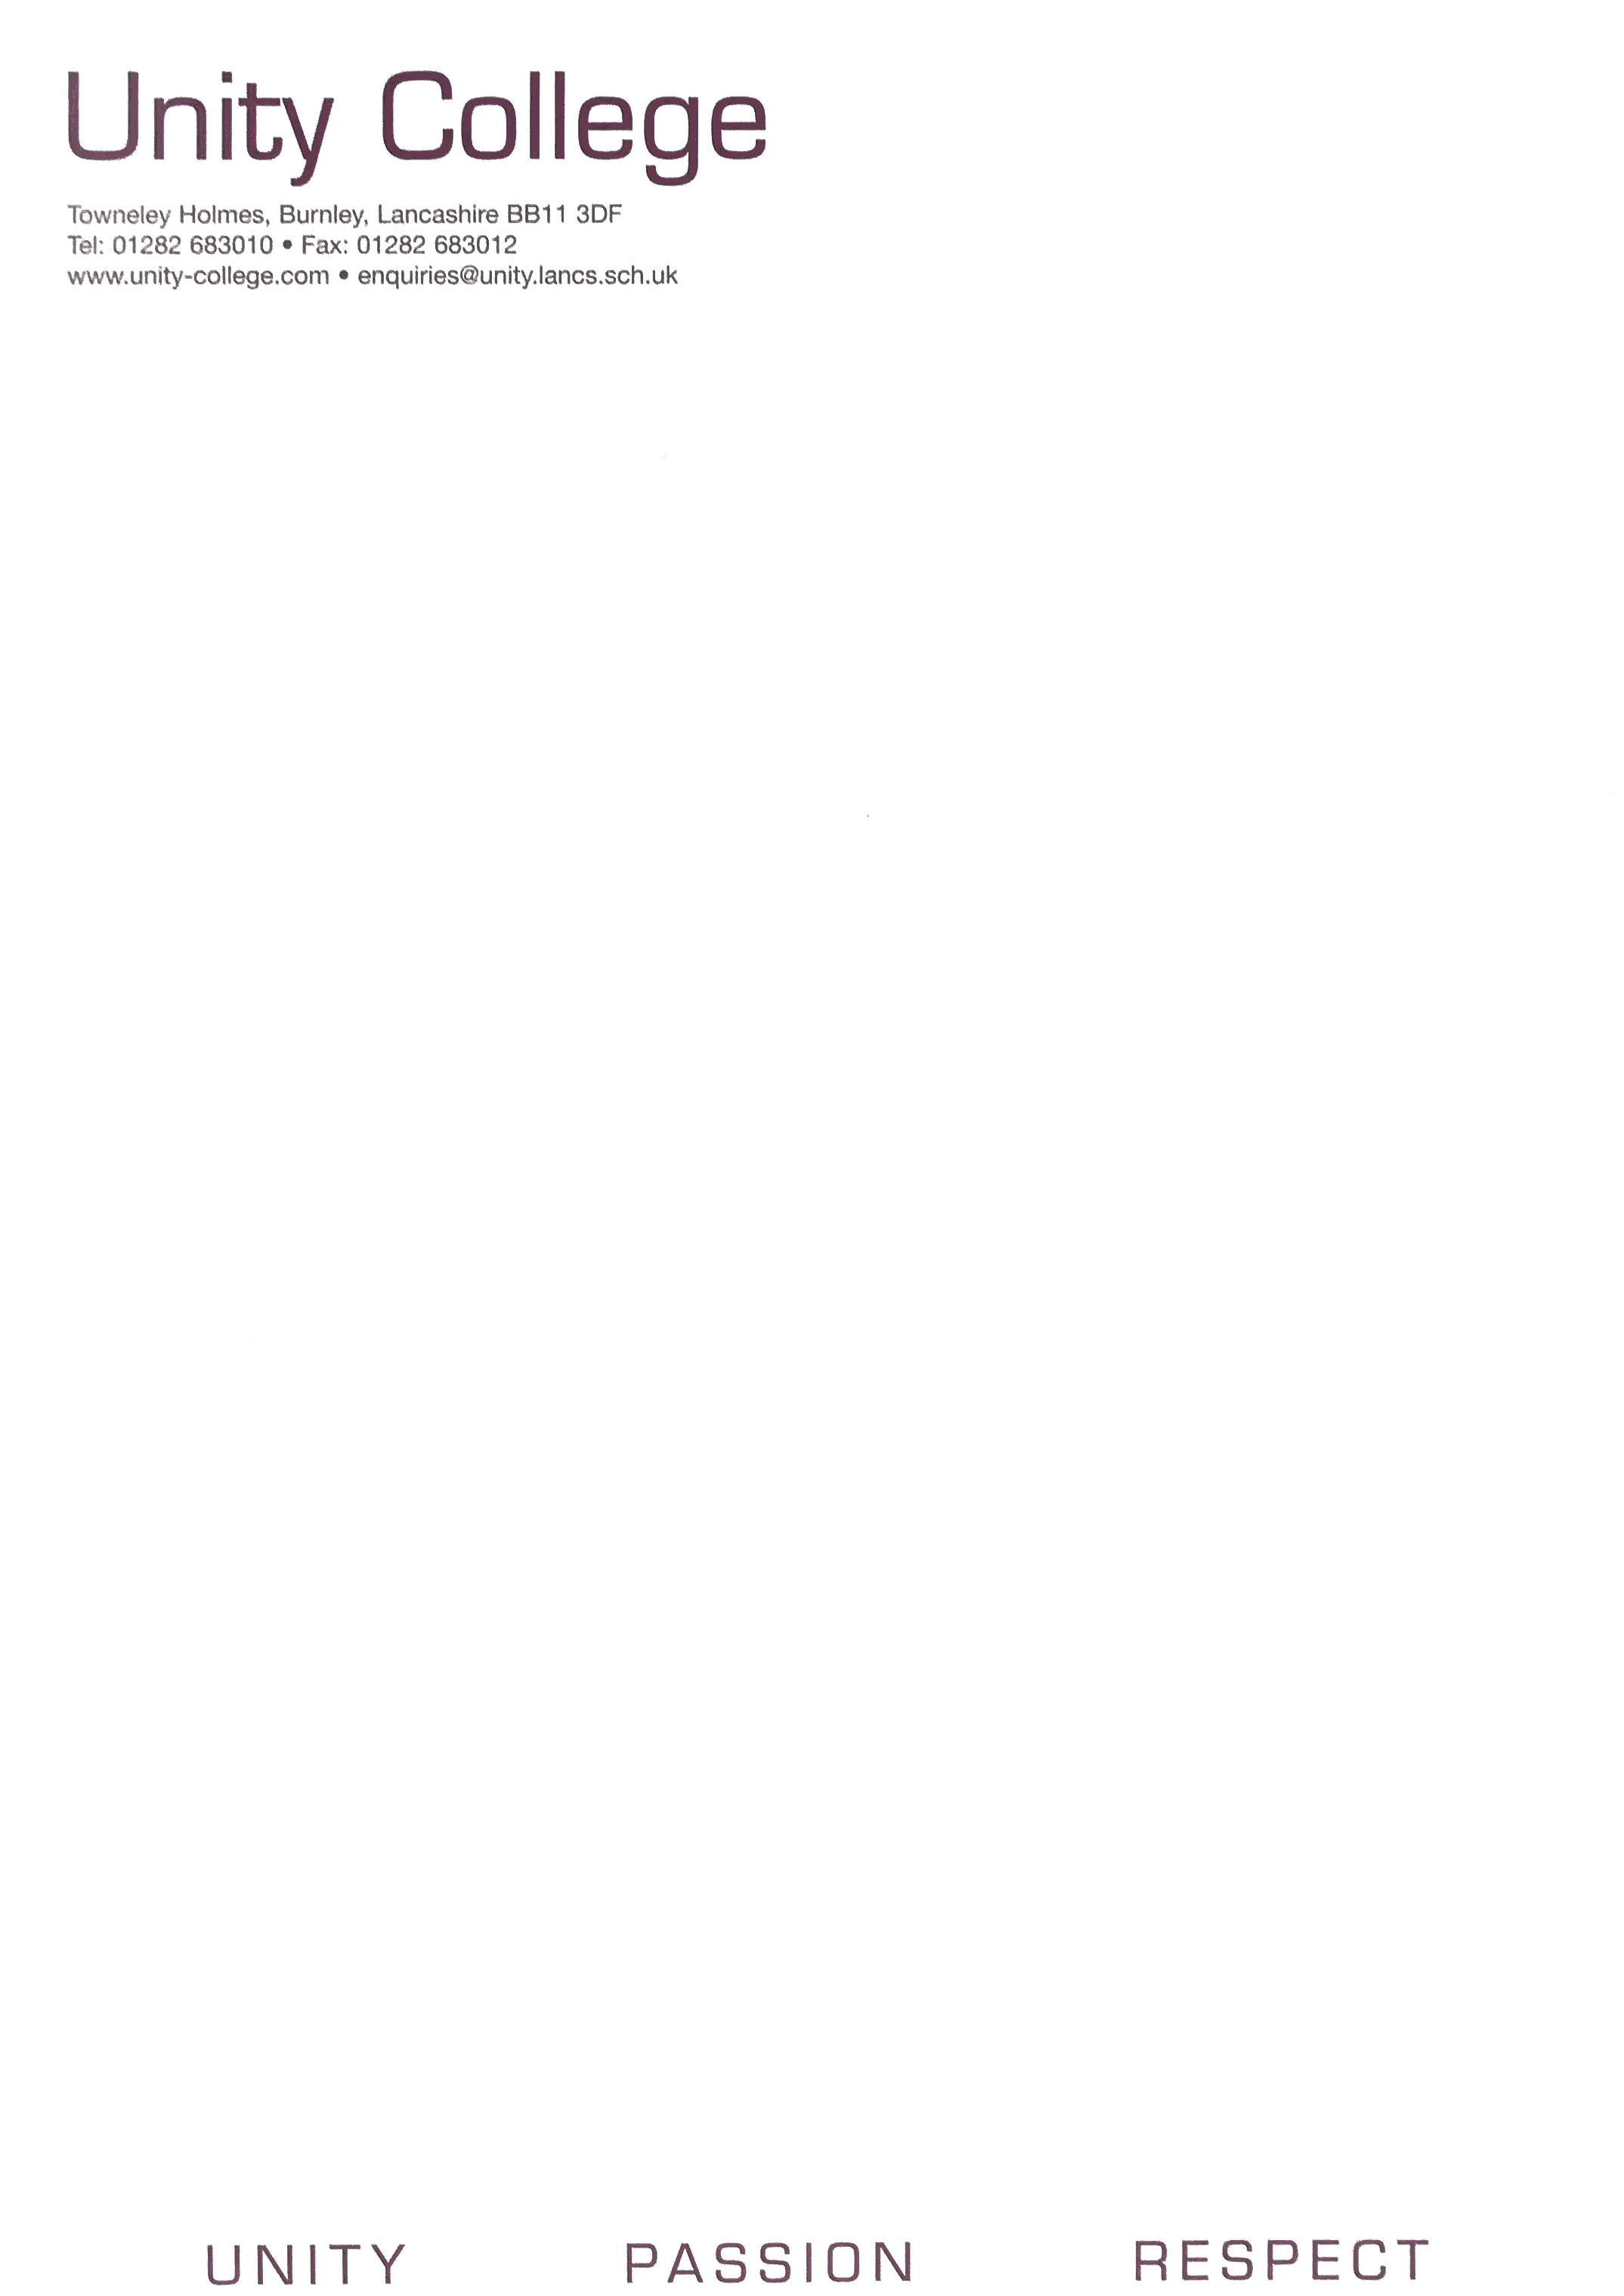 Unity College
Towneley Holmes, Burnley, Lancashire BB11 3DF
Tel: 01282 683010 • Fax: 01282 683012
www.unity-college.com • enquiries@unity.lancs.sch.uk
UNITY PASSION RESPECT